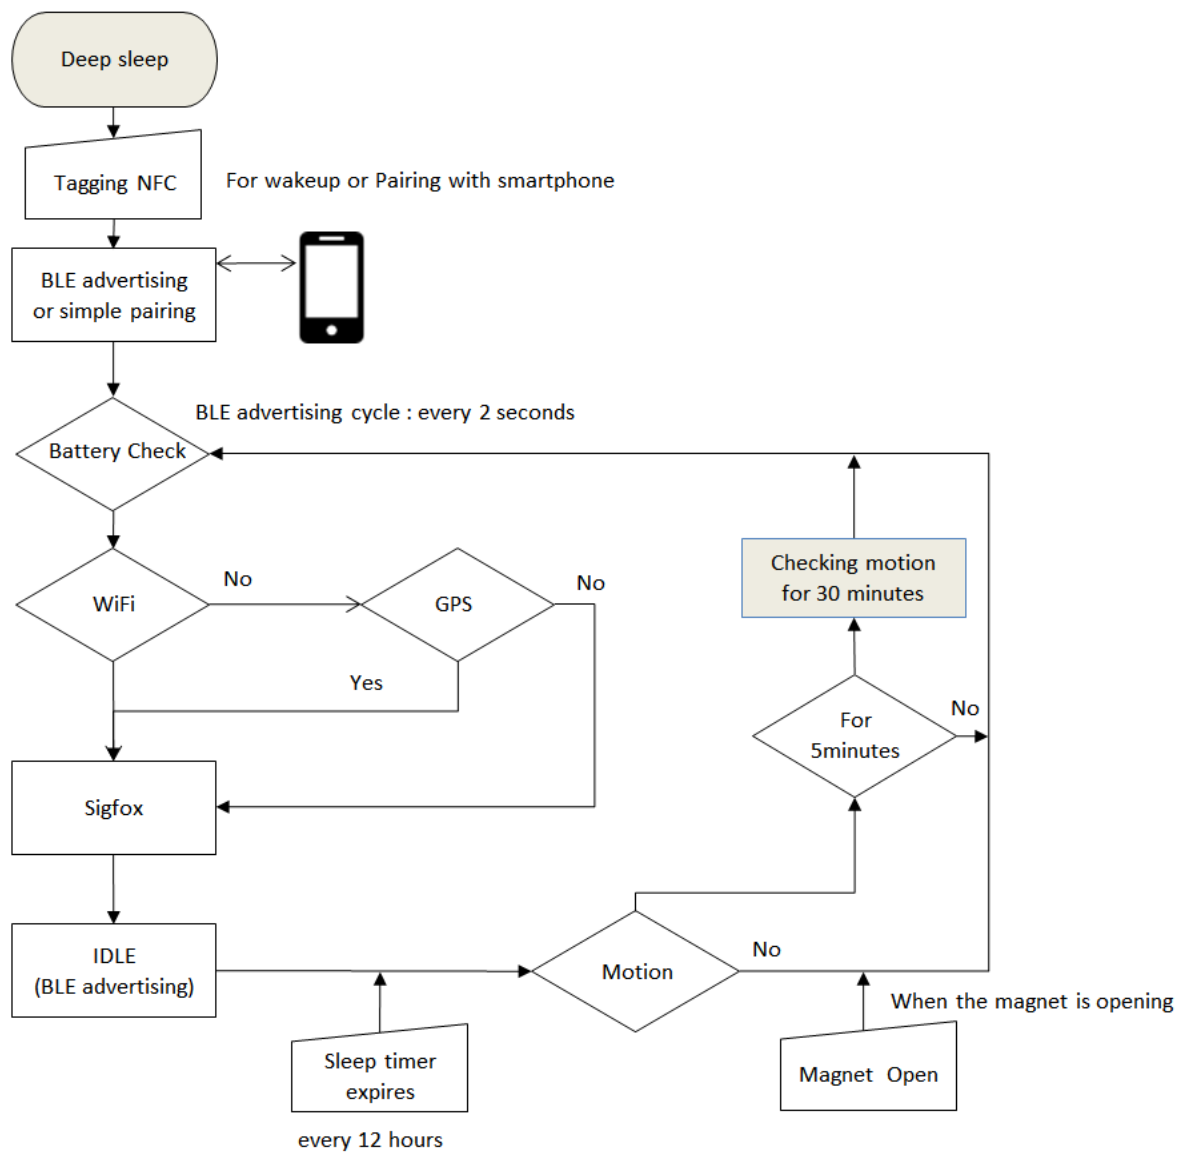 Deep sleep
Tagging NFC
For wakeup or Pairing with smartphone
BLE advertising
or simple pairing
BLE advertising cycle : every 2 seconds
Battery Check
WiFi
No
GPS
No
Yes
Checking motion
for 30 minutes
For
5minutes
No
Sigfox
IDLE
(BLE advertising)
Motion
No
When the magnet is opening
Sleep timer
expires
every 12 hours
Magnet Open